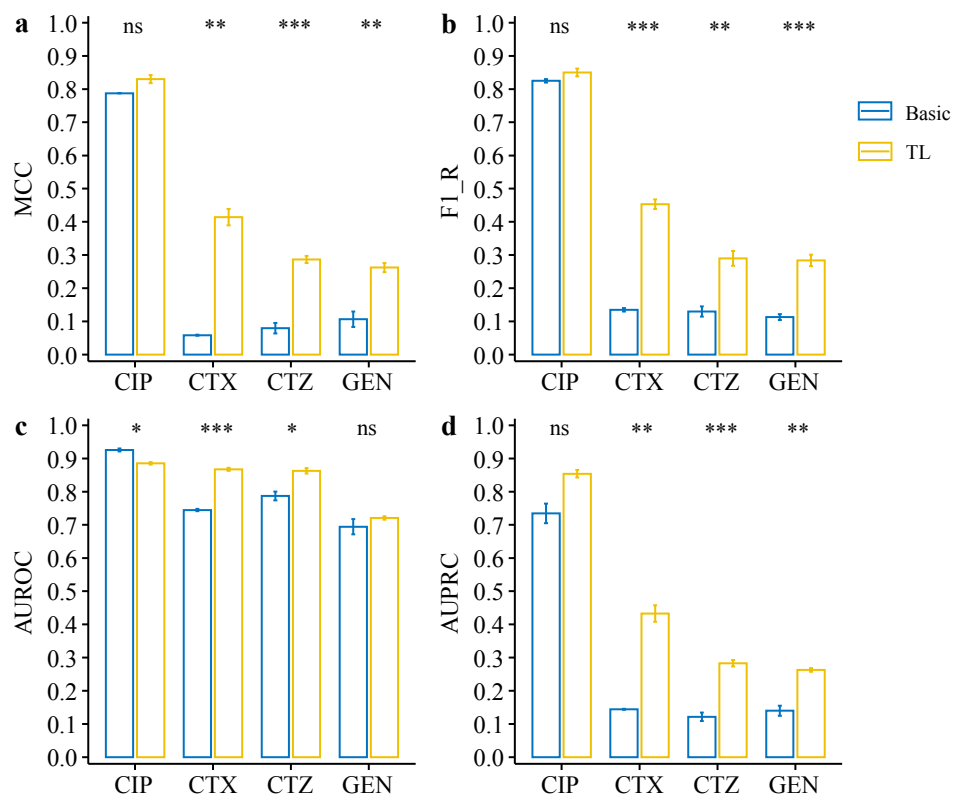 a
ns ** *** **
1.0
0.9
0.8
0.7
0.6
0.5
0.4
0.3
0.2
0.1
0.0
MCC
CIP CTX CTZ GEN
b
ns *** ** ***
1.0
0.9
0.8
0.7
0.6
0.5
0.4
0.3
0.2
0.1
0.0
F1_R
CIP CTX CTZ GEN
Basic
TL
c
* *** * ns
1.0
0.9
0.8
0.7
0.6
0.5
0.4
0.3
0.2
0.1
0.0
AUROC
CIP CTX CTZ GEN
d
ns ** *** **
1.0
0.9
0.8
0.7
0.6
0.5
0.4
0.3
0.2
0.1
0.0
AUPRC
CIP CTX CTZ GEN